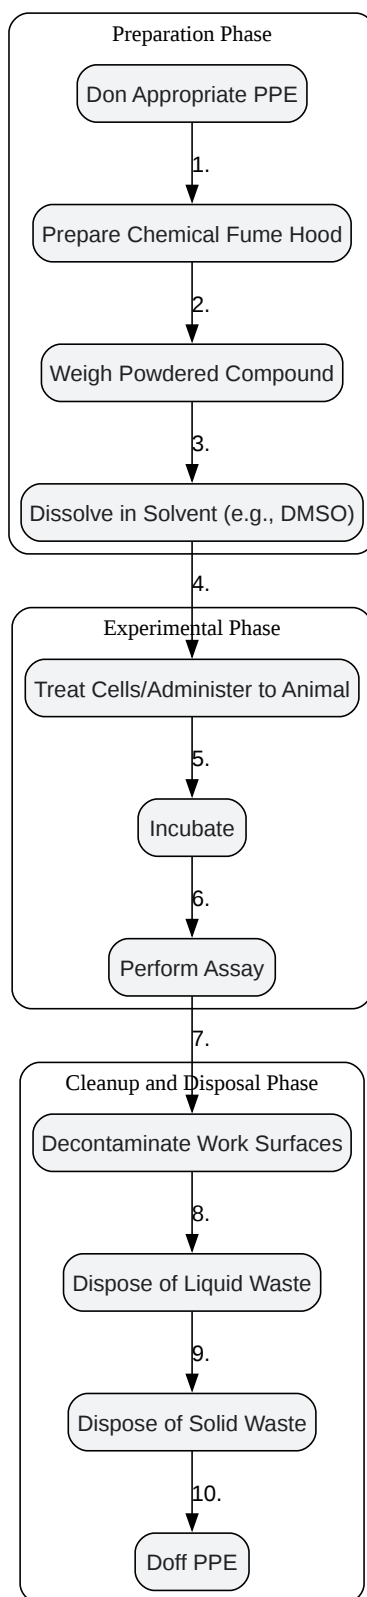 Preparation Phase
Don Appropriate PPE
1.
Prepare Chemical Fume Hood
2.
Weigh Powdered Compound
3.
Dissolve in Solvent (e.g., DMSO)
4.
Experimental Phase
Treat Cells/Administer to Animal
5.
Incubate
6.
Perform Assay
7.
Cleanup and Disposal Phase
Decontaminate Work Surfaces
8.
Dispose of Liquid Waste
9.
Dispose of Solid Waste
10.
Doff PPE